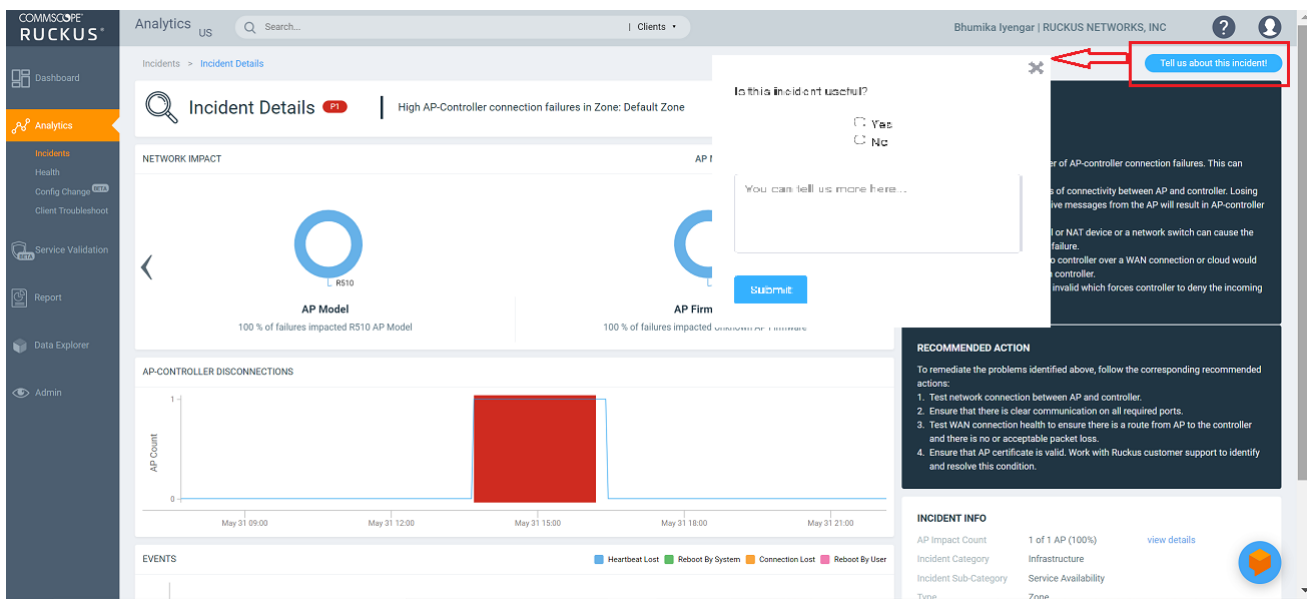 COMMSCOPE
RUCKUS
Analytics
US
Search...
| Clients
Bhumika Iyengar | RUCKUS NETWORKS, INC
?
Dashboard
Analytics
Incidents
Health
Config Change BETA
Client Troubleshoot
Service Validation
BETA
Report
Data Explorer
Admin
Incidents > Incident Details
Tell us about this incident!
Incident Details P1
High AP-Controller connection failures in Zone: Default Zone
Is this incident useful?
Yes
No
You can tell us more here...
Submit
NETWORK IMPACT
R510
AP Model
100 % of failures impacted R510 AP Model
AP Firm
100 % of failures impacted Unknown AP Firmware
er of AP-controller connection failures. This can
s of connectivity between AP and controller. Losing
ive messages from the AP will result in AP-controller
l or NAT device or a network switch can cause the
failure.
o controller over a WAN connection or cloud would
controller.
invalid which forces controller to deny the incoming
AP-CONTROLLER DISCONNECTIONS
1
AP Count
0
May 31 09:00
May 31 12:00
May 31 15:00
May 31 18:00
May 31 21:00
RECOMMENDED ACTION
To remediate the problems identified above, follow the corresponding recommended
actions:
1. Test network connection between AP and controller.
2. Ensure that there is clear communication on all required ports.
3. Test WAN connection health to ensure there is a route from AP to the controller
and there is no or acceptable packet loss.
4. Ensure that AP certificate is valid. Work with Ruckus customer support to identify
and resolve this condition.
EVENTS
Heartbeat Lost Reboot By System Connection Lost Reboot By User
INCIDENT INFO
AP Impact Count 1 of 1 AP (100%) view details
Incident Category Infrastructure
Incident Sub-Category Service Availability
Type Zone